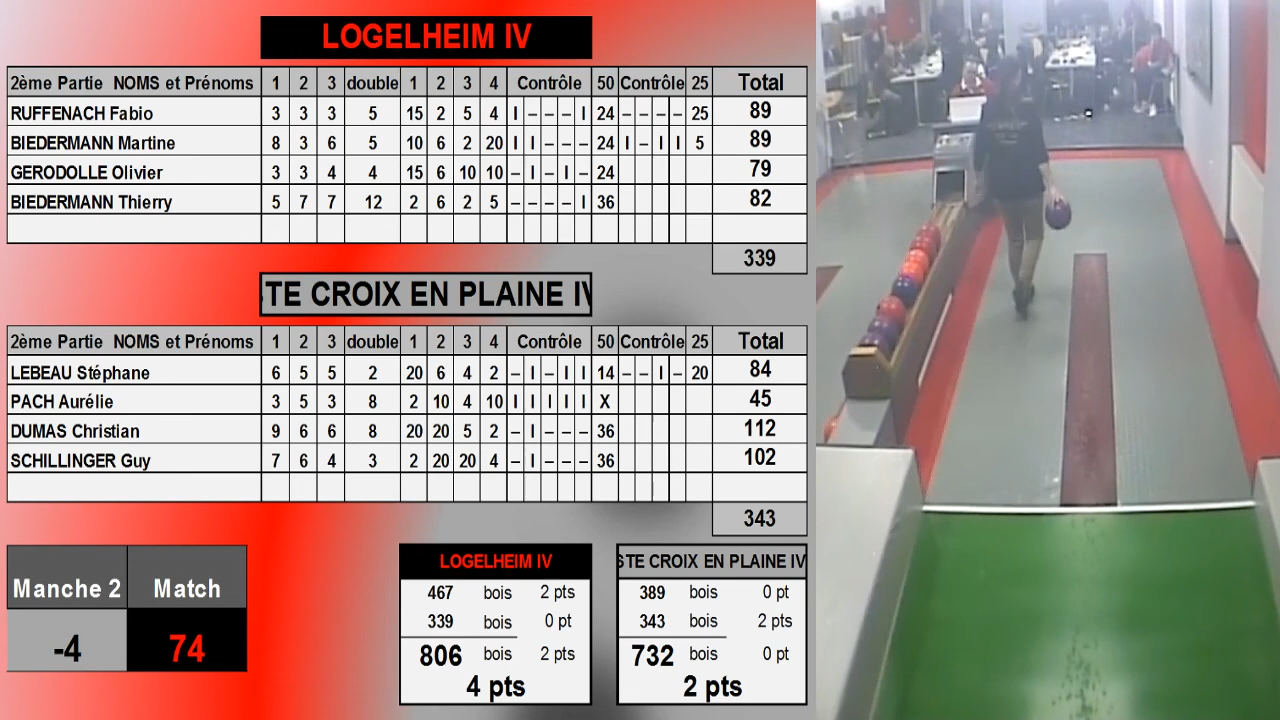 LOGELHEIM IV
2ème Partie NOMS et Prénoms 1 2 3 double 1 2 3 4 Contrôle 50 Contrôle 25 Total
RUFFENACH Fabio 3 3 3 5 15 2 5 4 I – – – I 24 – – – – 25 89
BIEDERMANN Martine 8 3 6 5 10 6 2 20 I I – – – 24 I – I I 5 89
GERODOLLE Olivier 3 3 4 4 15 6 10 10 – I – I – 24 79
BIEDERMANN Thierry 5 7 7 12 2 6 2 5 – – – – I 36 82
339
STE CROIX EN PLAINE IV
2ème Partie NOMS et Prénoms 1 2 3 double 1 2 3 4 Contrôle 50 Contrôle 25 Total
LEBEAU Stéphane 6 5 5 2 20 6 4 2 – I – I I 14 – – I – 20 84
PACH Aurélie 3 5 3 8 2 10 4 10 I I I I I X 45
DUMAS Christian 9 6 6 8 20 20 5 2 – I – – – 36 112
SCHILLINGER Guy 7 6 4 3 2 20 20 4 – I – – – 36 102
343
Manche 2 Match
-4 74
LOGELHEIM IV
467 bois 2 pts
339 bois 0 pt
806 bois 2 pts
4 pts
STE CROIX EN PLAINE IV
389 bois 0 pt
343 bois 2 pts
732 bois 0 pt
2 pts